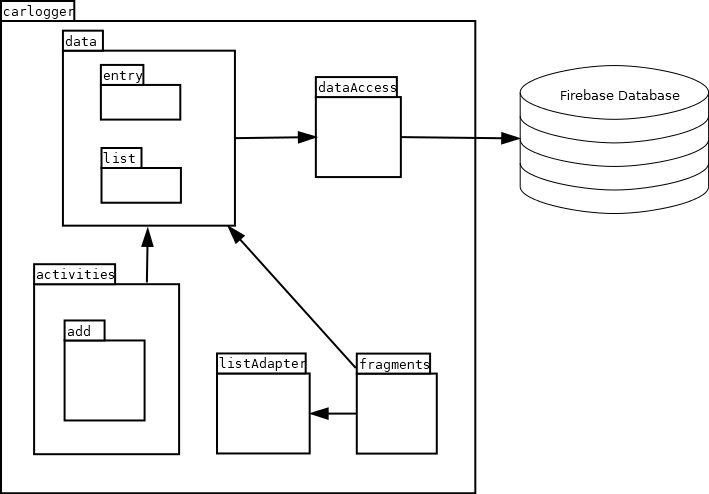 carlogger
data
entry
dataAccess
Firebase Database
list
activities
add
listAdapter
fragments